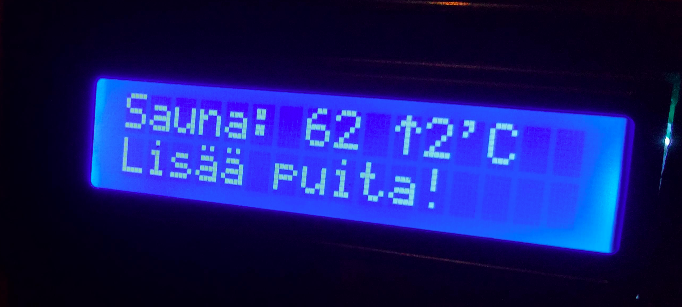 Sauna: 62 ↑2'C
Lisää puita!